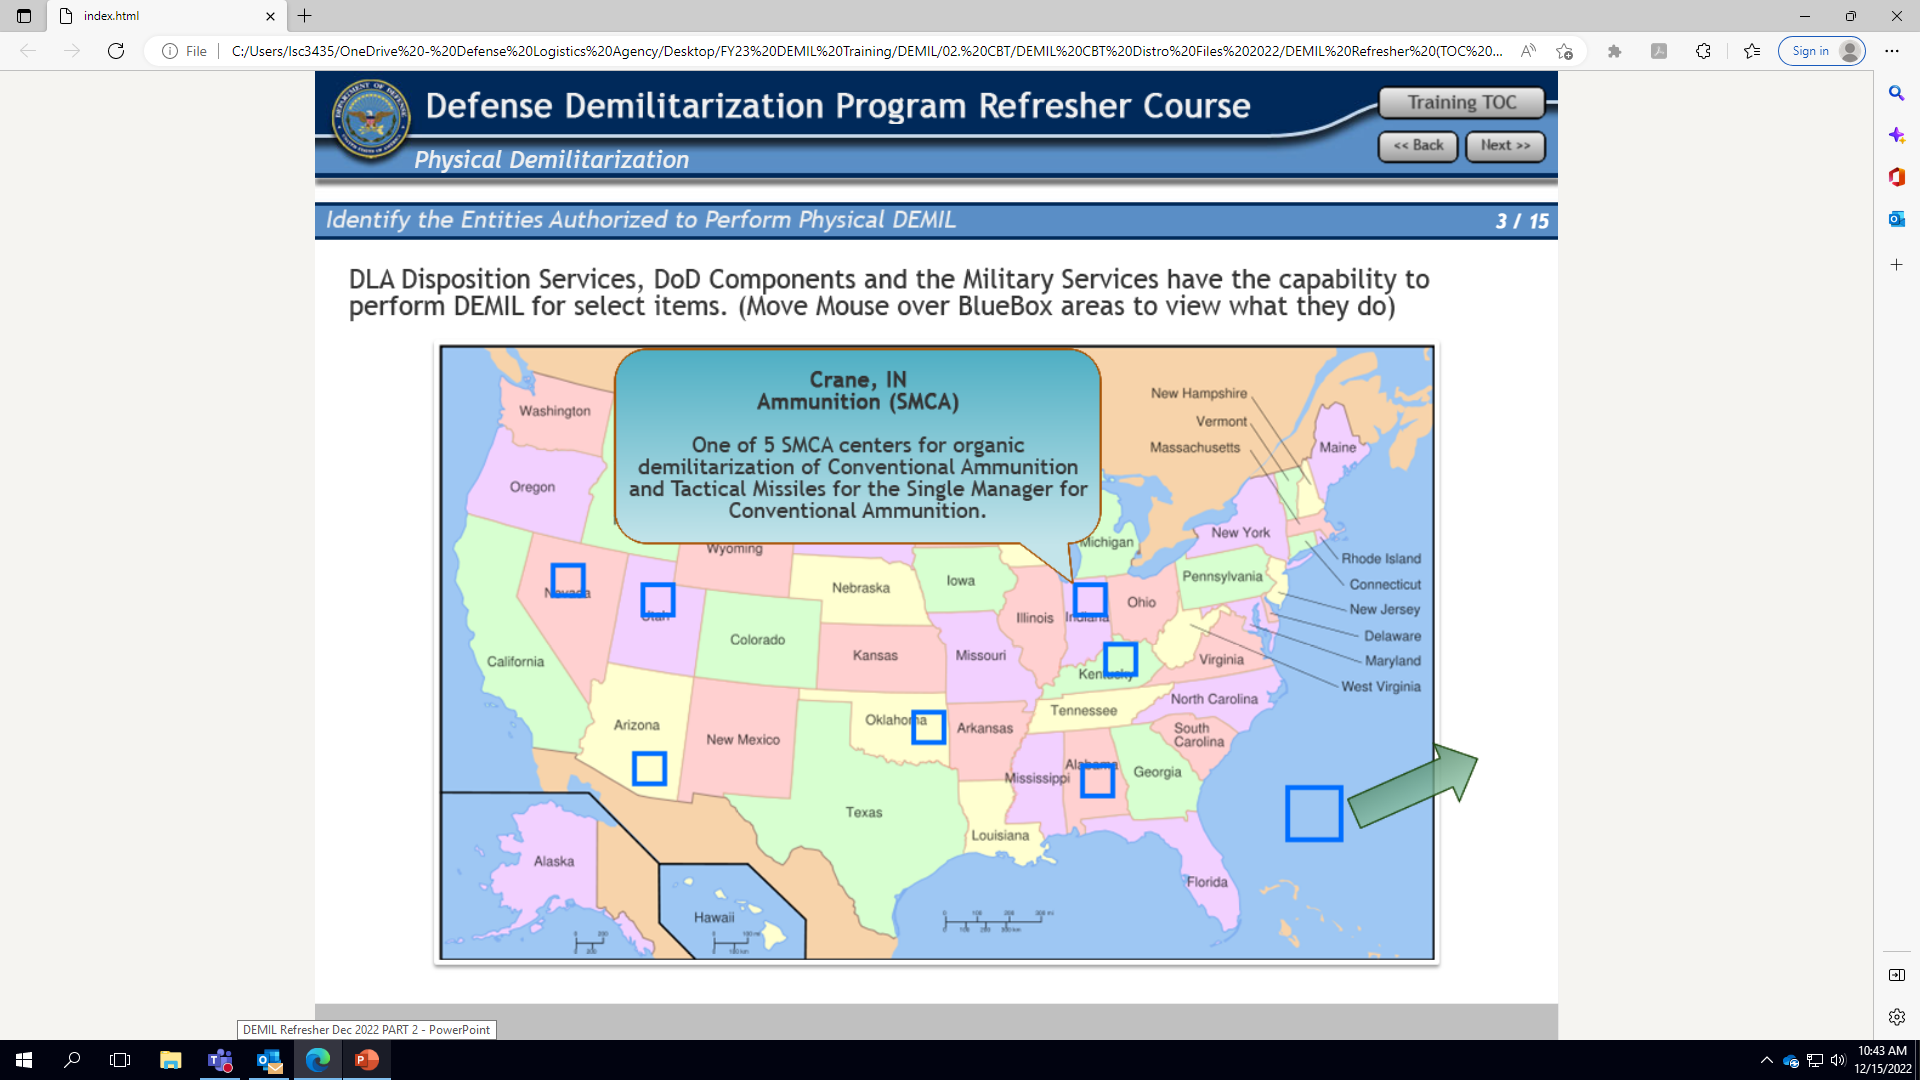 index.html
File
C:/Users/lsc3435/OneDrive%20-%20Defense%20Logistics%20Agency/Desktop/FY23%20DEMIL%20Training/DEMIL/02.%20CBT/DEMIL%20CBT%20Distro%20Files%202022/DEMIL%20Refresher%20(TOC%20...
Sign in
Defense Demilitarization Program Refresher Course
Training TOC
<< Back
Next >>
Physical Demilitarization
Identify the Entities Authorized to Perform Physical DEMIL
3 / 15
DLA Disposition Services, DoD Components and the Military Services have the capability to
perform DEMIL for select items. (Move Mouse over BlueBox areas to view what they do)
Crane, IN
Ammunition (SMCA)
One of 5 SMCA centers for organic
demilitarization of Conventional Ammunition
and Tactical Missiles for the Single Manager for
Conventional Ammunition.
New Hampshire
Vermont
Massachusetts
Maine
Washington
Oregon
Michigan
New York
Wyoming
Rhode Island
Connecticut
Pennsylvania
Nevada
Utah
Nebraska
Iowa
Illinois
Indiana
Ohio
New Jersey
Delaware
Colorado
Kansas
Missouri
Kentucky
Virginia
Maryland
West Virginia
California
North Carolina
Tennessee
Arizona
New Mexico
Oklahoma
Arkansas
South
Carolina
Mississippi
Alabama
Georgia
Texas
Louisiana
Alaska
Hawaii
Florida
DEMIL Refresher Dec 2022 PART 2 - PowerPoint
10:43 AM
12/15/2022